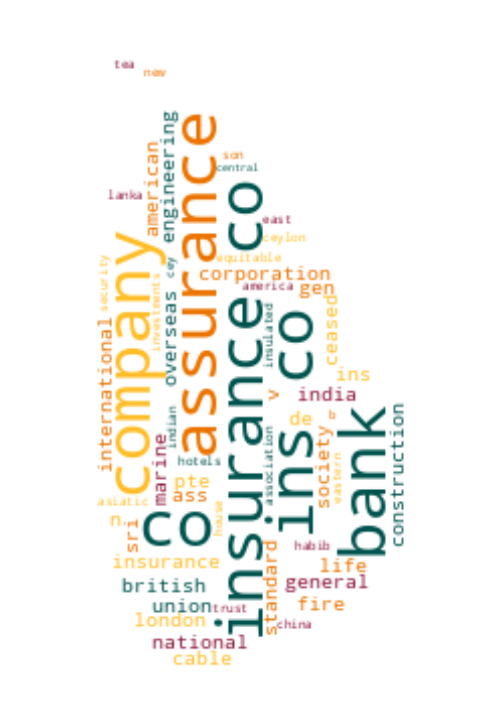 tea
new
engineering
assurance
american
son
central
co
lanka
east
ceylon
company
equitable
cey
corporation
security
investments
america
gen
overseas
insurance co
insulated
ceased
ins co
international
ins
india
v
indian
bank
construction
br
de
society
association
marine
hotels
eastern
pte
ass
asiatic
house
co
n.
sri
standard
habib
insurance
life
british
general
union
trust
fire
london
china
national
cable